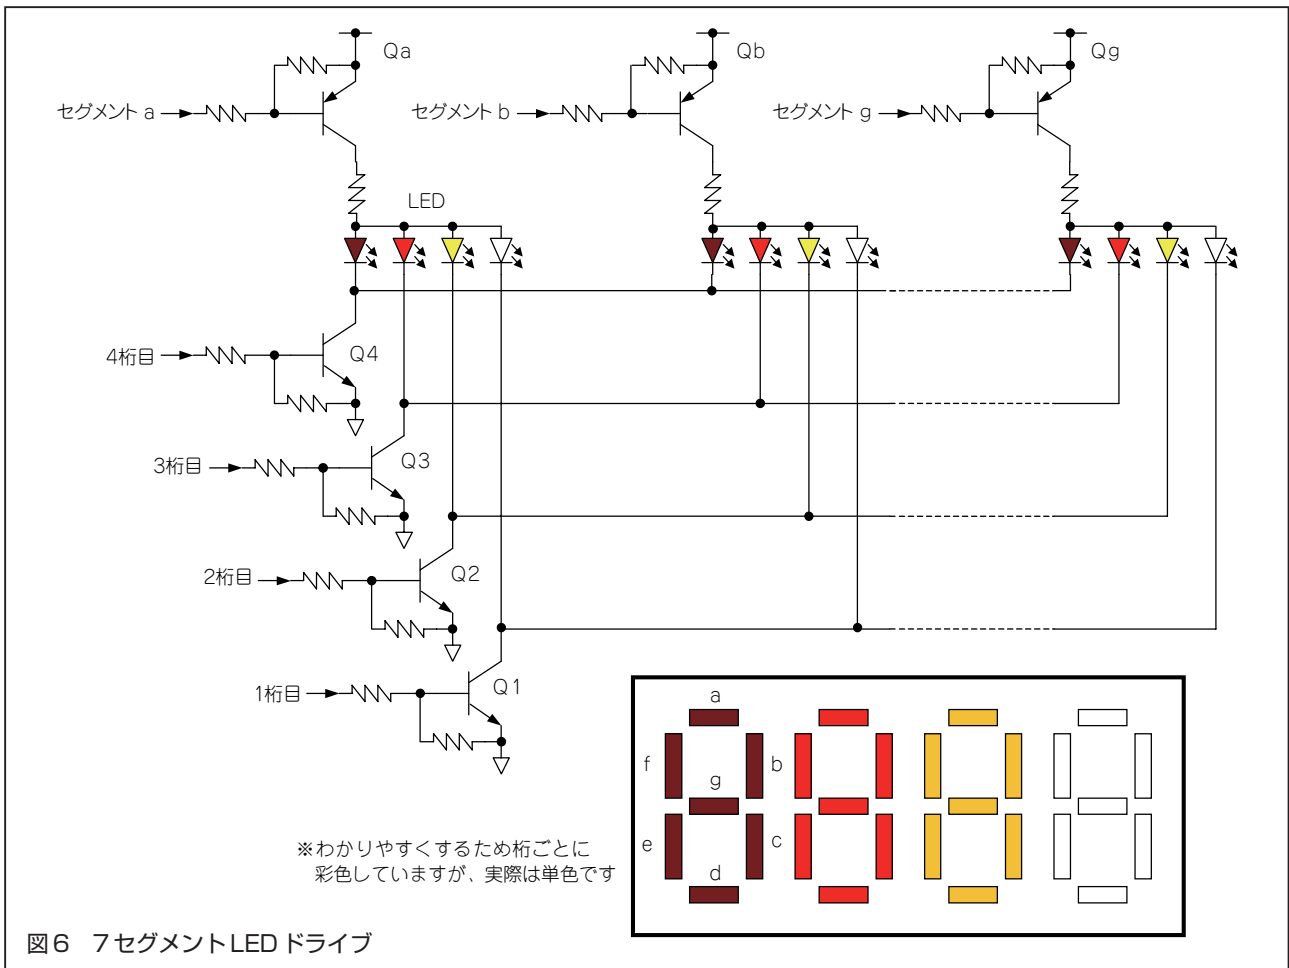 Qa
Qb
Qg
セグメント a
セグメント b
セグメント g
LED
4桁目
Q4
3桁目
Q3
2桁目
Q2
1桁目
Q1
a
f
b
g
e
c
d
※わかりやすくするため桁ごとに
彩色していますが、実際は単色です
図6 7セグメントLEDドライブ